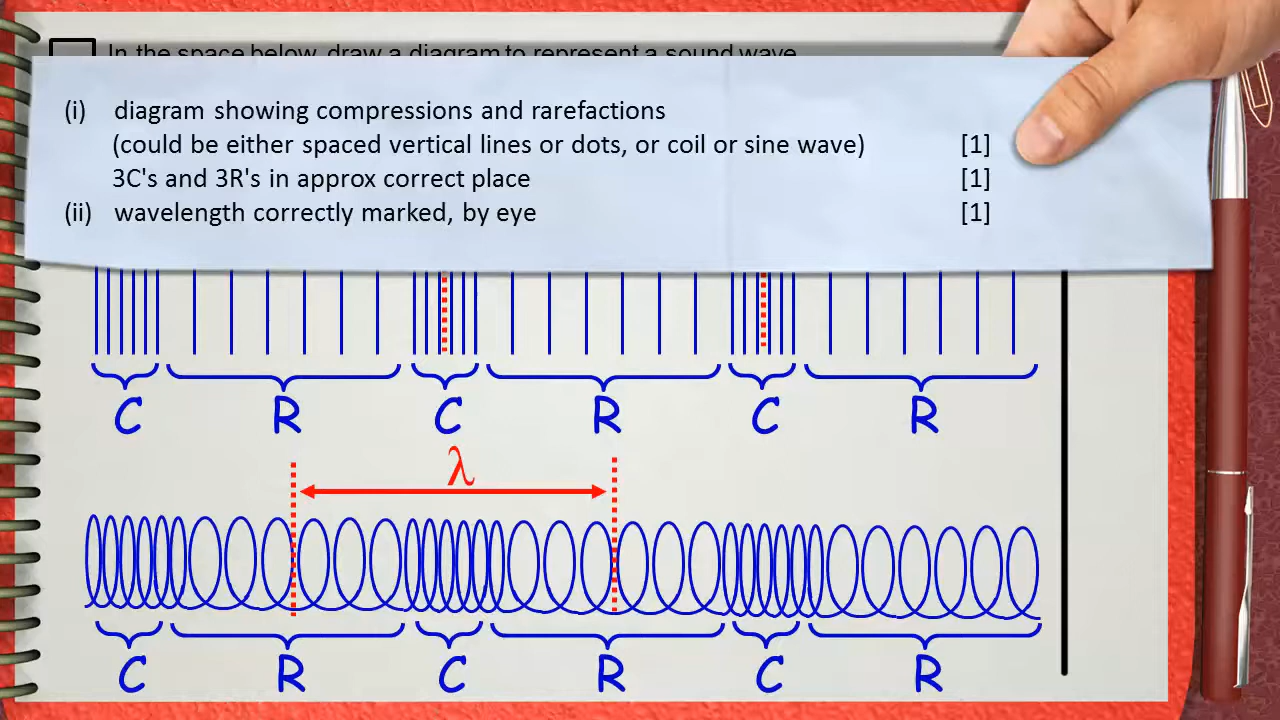 In the space below, draw a diagram to represent a sound wave
(i) diagram showing compressions and rarefactions
(could be either spaced vertical lines or dots, or coil or sine wave) [1]
3C's and 3R's in approx correct place [1]
(ii) wavelength correctly marked, by eye [1]
C R C R C R
λ
C R C R C R